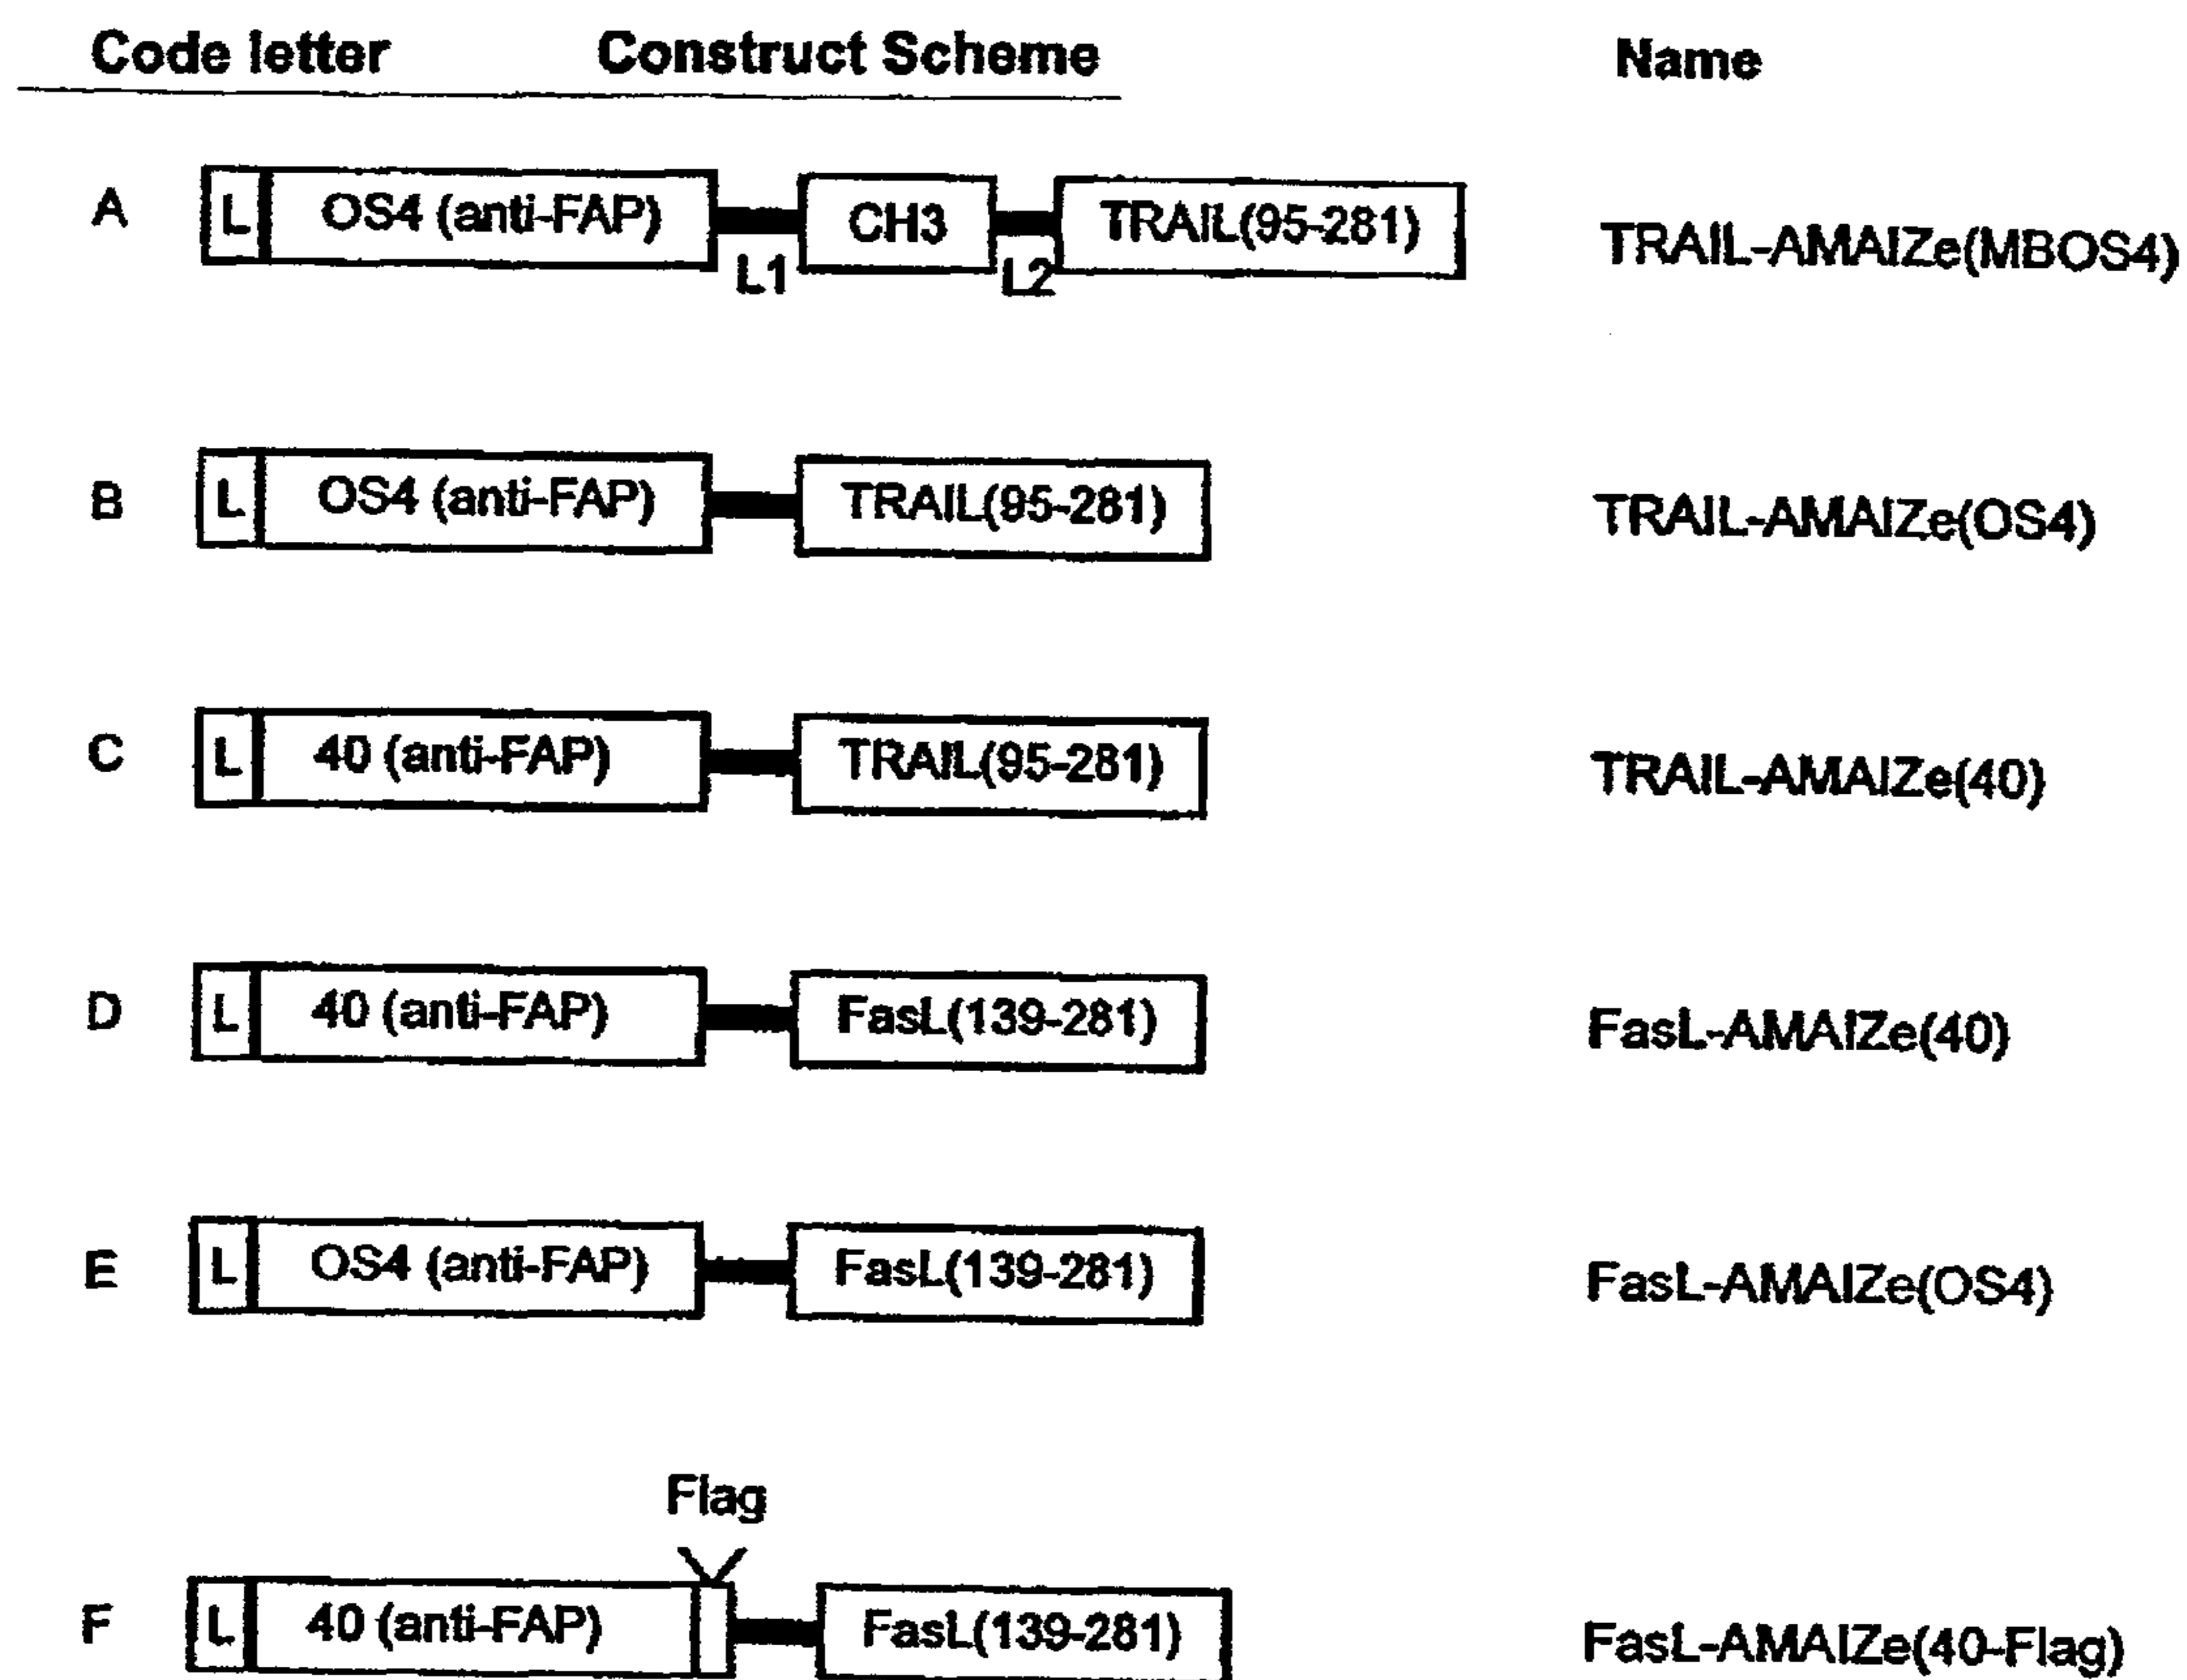 Code letter Construct Scheme Name
A L OS4 (anti-FAP) CH3 TRAIL(95-281) TRAIL-AMAIZe(MBOS4)
L1 L2
B L OS4 (anti-FAP) TRAIL(95-281) TRAIL-AMAIZe(OS4)
C L 40 (anti-FAP) TRAIL(95-281) TRAIL-AMAIZe(40)
D L 40 (anti-FAP) FasL(139-281) FasL-AMAIZe(40)
E L OS4 (anti-FAP) FasL(139-281) FasL-AMAIZe(OS4)
Flag
F L 40 (anti-FAP) FasL(139-281) FasL-AMAIZe(40-Flag)